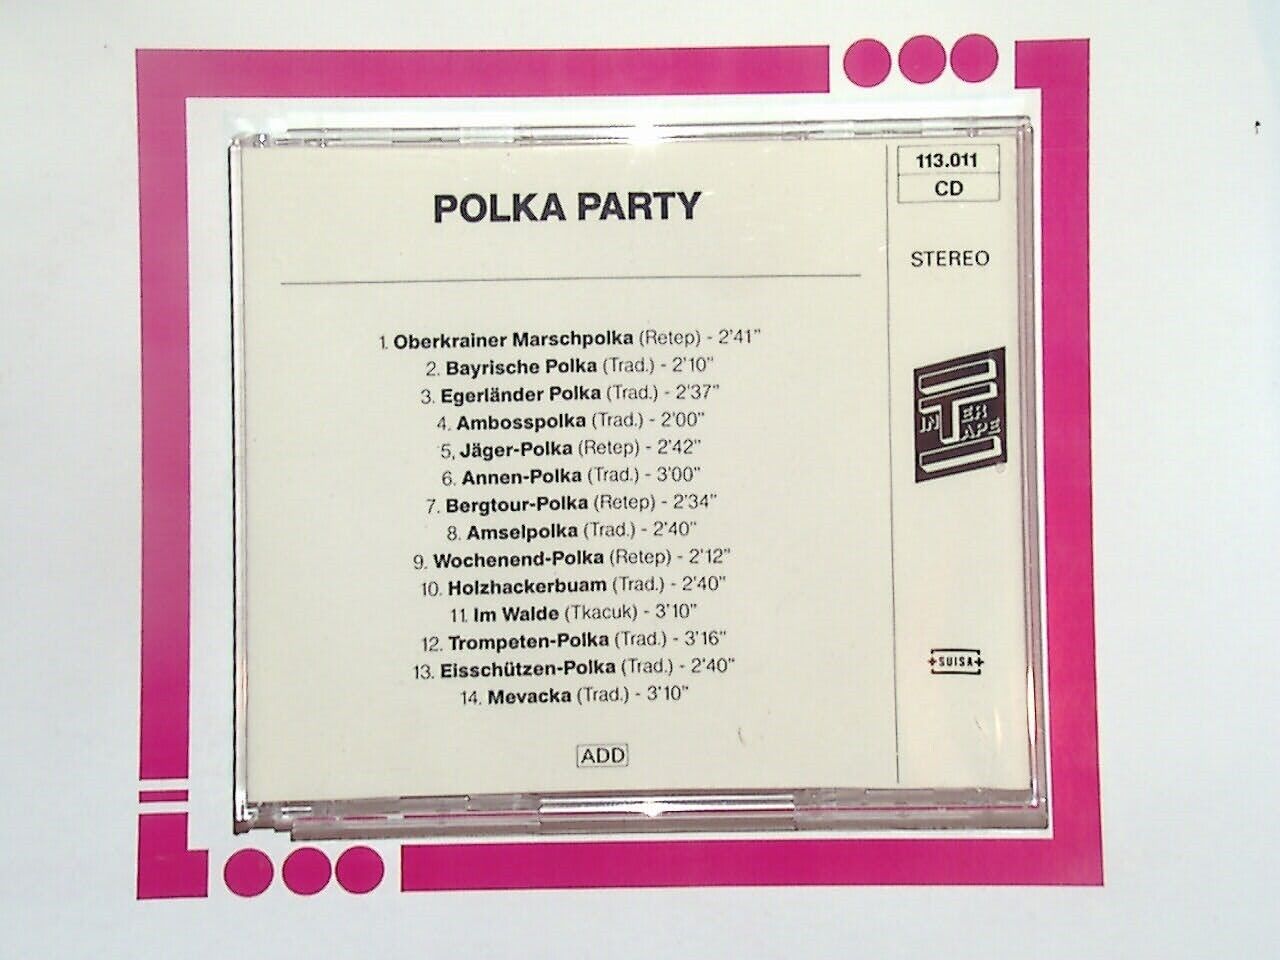 POLKA PARTY
1. Oberkrainer Marschpolka (Retep) - 2'41"
2. Bayrische Polka (Trad.) - 2'10"
3. Egerländer Polka (Trad.) - 2'37"
4. Ambosspolka (Trad.) - 2'00"
5, Jäger-Polka (Retep) - 2'42"
6. Annen-Polka (Trad.) - 3'00"
7. Bergtour-Polka (Retep) - 2'34"
8. Amselpolka (Trad.) - 2'40"
9. Wochenend-Polka (Retep) - 2'12"
10. Holzhackerbuam (Trad.) - 2'40"
11. Im Walde (Tkacuk) - 3'10"
12. Trompeten-Polka (Trad.) - 3'16"
13. Eisschützen-Polka (Trad.) - 2'40"
14. Mevacka (Trad.) - 3'10"
ADD
113.011
CD
STEREO
INTER
TAPE
SUISA